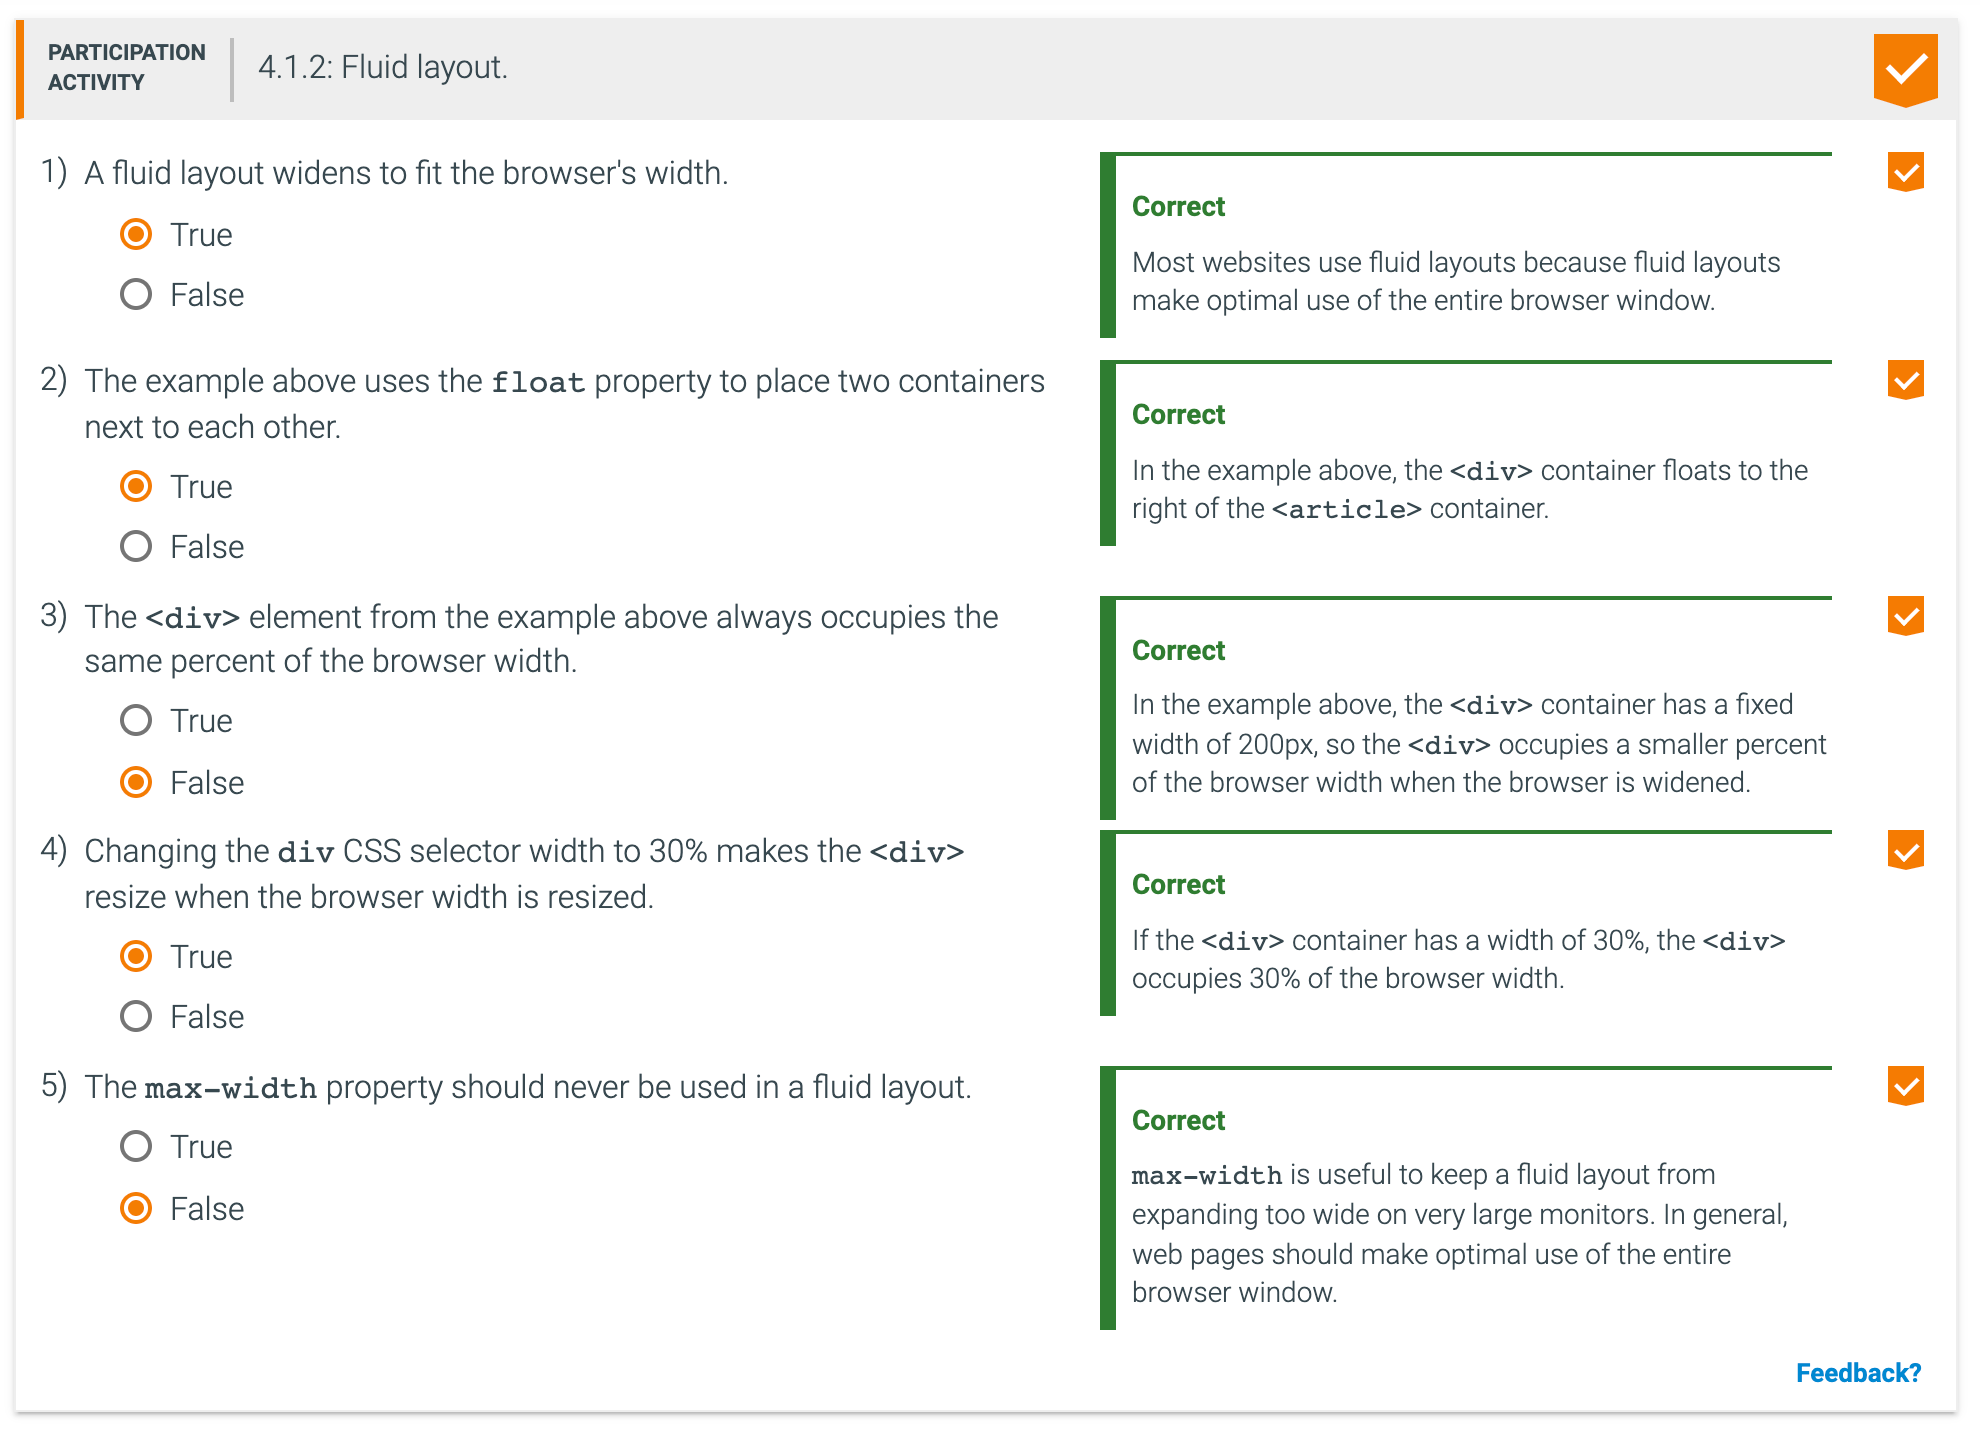 PARTICIPATION
ACTIVITY
4.1.2: Fluid layout.
1) A fluid layout widens to fit the browser's width.
True
False
Correct
Most websites use fluid layouts because fluid layouts
make optimal use of the entire browser window.
2) The example above uses the float property to place two containers
next to each other.
True
False
Correct
In the example above, the <div> container floats to the
right of the <article> container.
3) The <div> element from the example above always occupies the
same percent of the browser width.
True
False
Correct
In the example above, the <div> container has a fixed
width of 200px, so the <div> occupies a smaller percent
of the browser width when the browser is widened.
4) Changing the div CSS selector width to 30% makes the <div>
resize when the browser width is resized.
True
False
Correct
If the <div> container has a width of 30%, the <div>
occupies 30% of the browser width.
5) The max-width property should never be used in a fluid layout.
True
False
Correct
max-width is useful to keep a fluid layout from
expanding too wide on very large monitors. In general,
web pages should make optimal use of the entire
browser window.
Feedback?